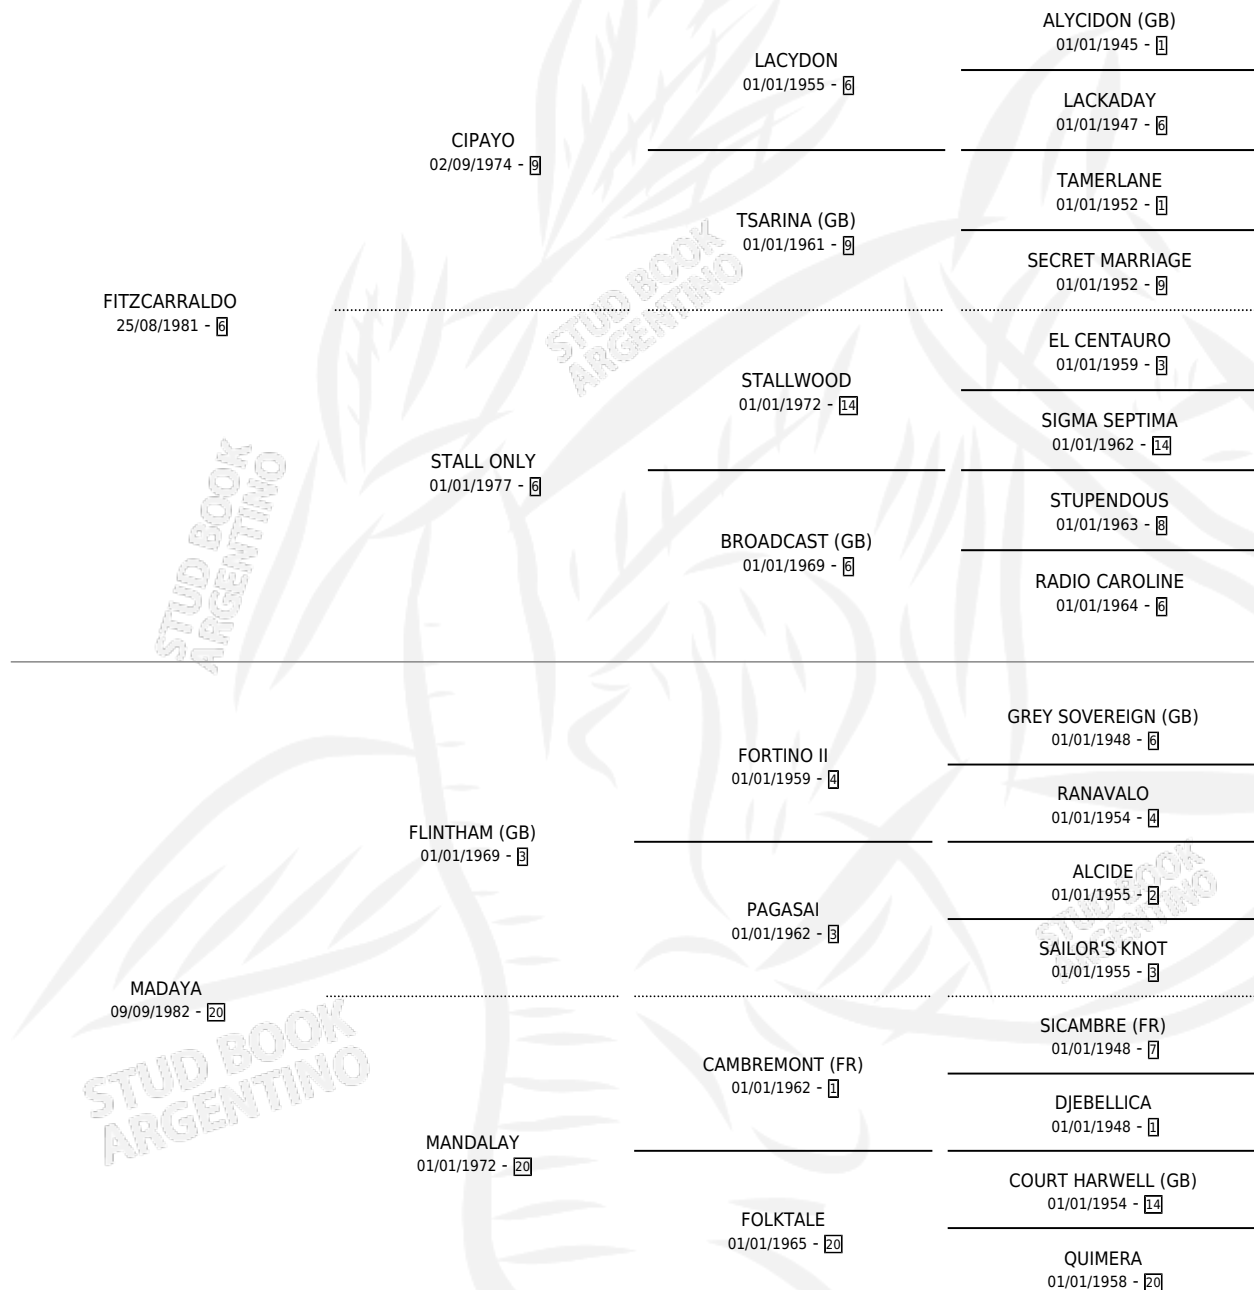 ALYCIDON (GB)
01/01/1945 - 1
LACYDON
01/01/1955 - 6
LACKADAY
01/01/1947 - 6
CIPAYO
02/09/1974 - 9
TAMERLANE
01/01/1952 - 1
TSARINA (GB)
01/01/1961 - 9
SECRET MARRIAGE
01/01/1952 - 9
FITZCARRALDO
25/08/1981 - 6
EL CENTAURO
01/01/1959 - 3
STALLWOOD
01/01/1972 - 14
SIGMA SEPTIMA
01/01/1962 - 14
STALL ONLY
01/01/1977 - 6
STUPENDOUS
01/01/1963 - 8
BROADCAST (GB)
01/01/1969 - 6
RADIO CAROLINE
01/01/1964 - 6
GREY SOVEREIGN (GB)
01/01/1948 - 6
FORTINO II
01/01/1959 - 4
RANAVALO
01/01/1954 - 4
FLINTHAM (GB)
01/01/1969 - 3
ALCIDE
01/01/1955 - 2
PAGASAI
01/01/1962 - 3
SAILOR'S KNOT
01/01/1955 - 3
MADAYA
09/09/1982 - 20
SICAMBRE (FR)
01/01/1948 - 7
CAMBREMONT (FR)
01/01/1962 - 1
DJEBELLICA
01/01/1948 - 1
MANDALAY
01/01/1972 - 20
COURT HARWELL (GB)
01/01/1954 - 14
FOLKTALE
01/01/1965 - 20
QUIMERA
01/01/1958 - 20
STUD BOOK
ARGENTINO
STUD BOOK
ARGENTINO
STUD BOOK
ARGENTINO
STUD BOOK
ARGENTINO